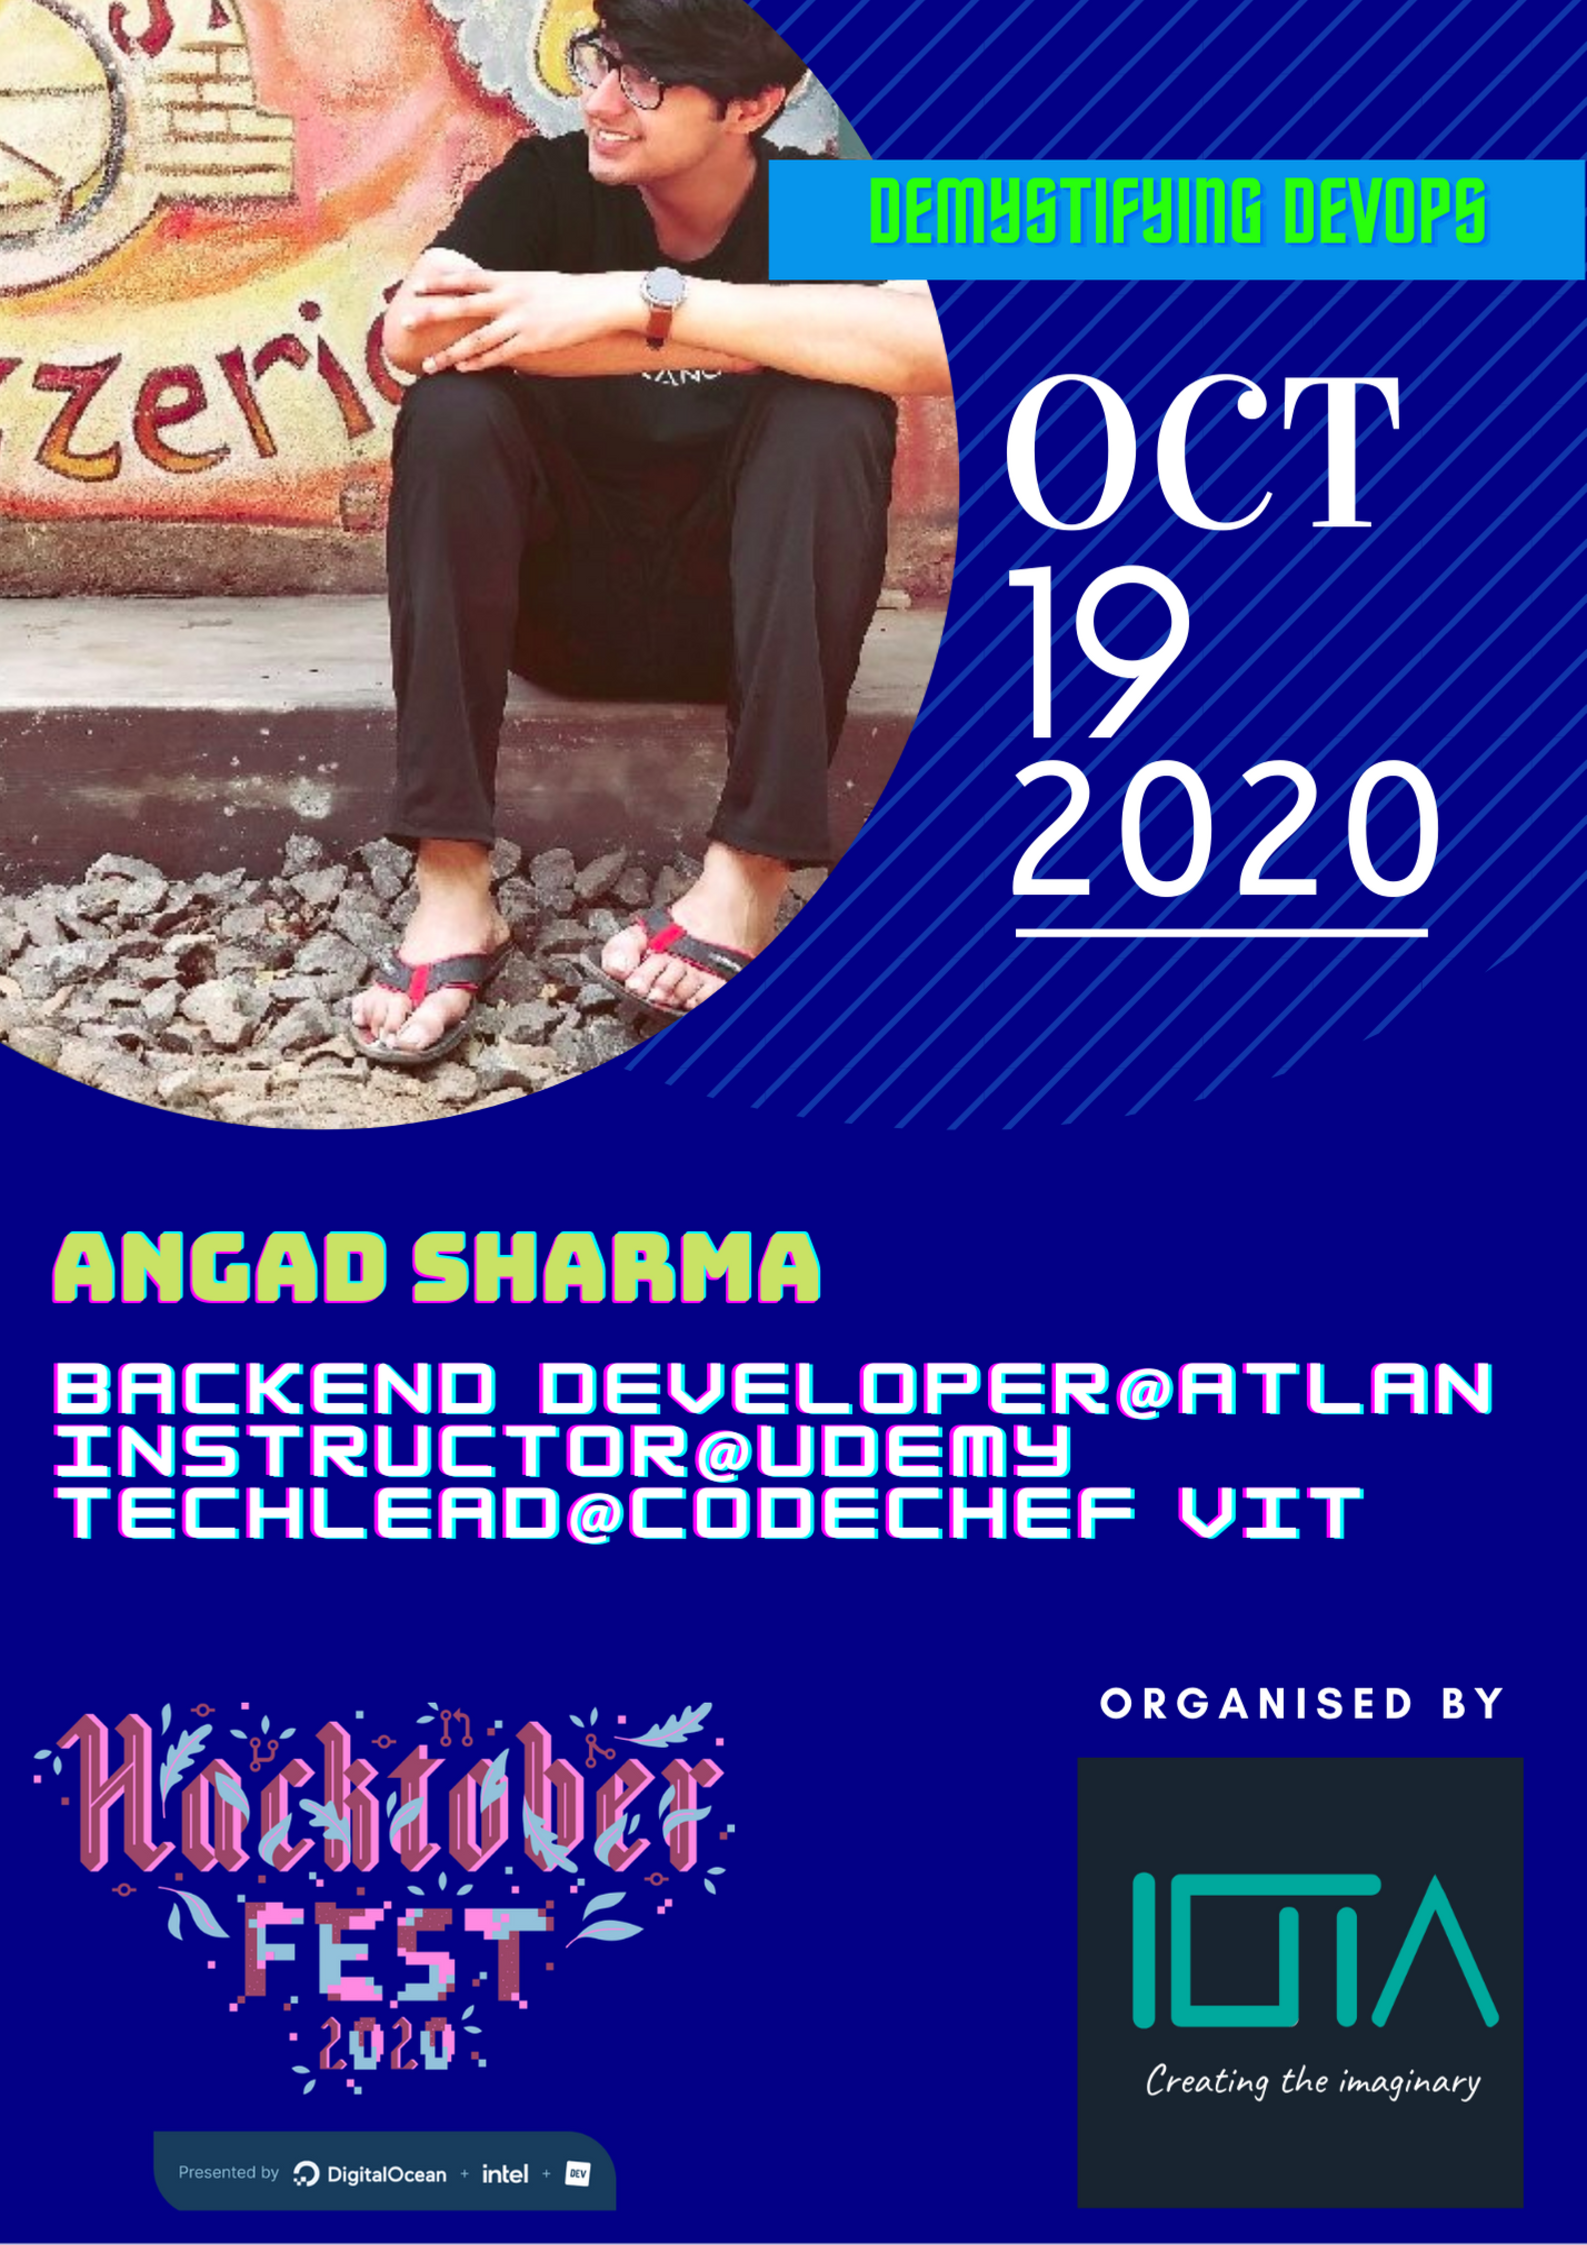 DEMYSTIFYING DEVOPS
OCT
19
2020
ANGAD SHARMA
BACKEND DEVELOPER@ATLAN
INSTRUCTOR@UDEMY
TECHLEAD@CODECHEF VIT
Hacktober
FEST
2020
Presented by DigitalOcean + intel + DEV
ORGANISED BY
IOTA
Creating the imaginary